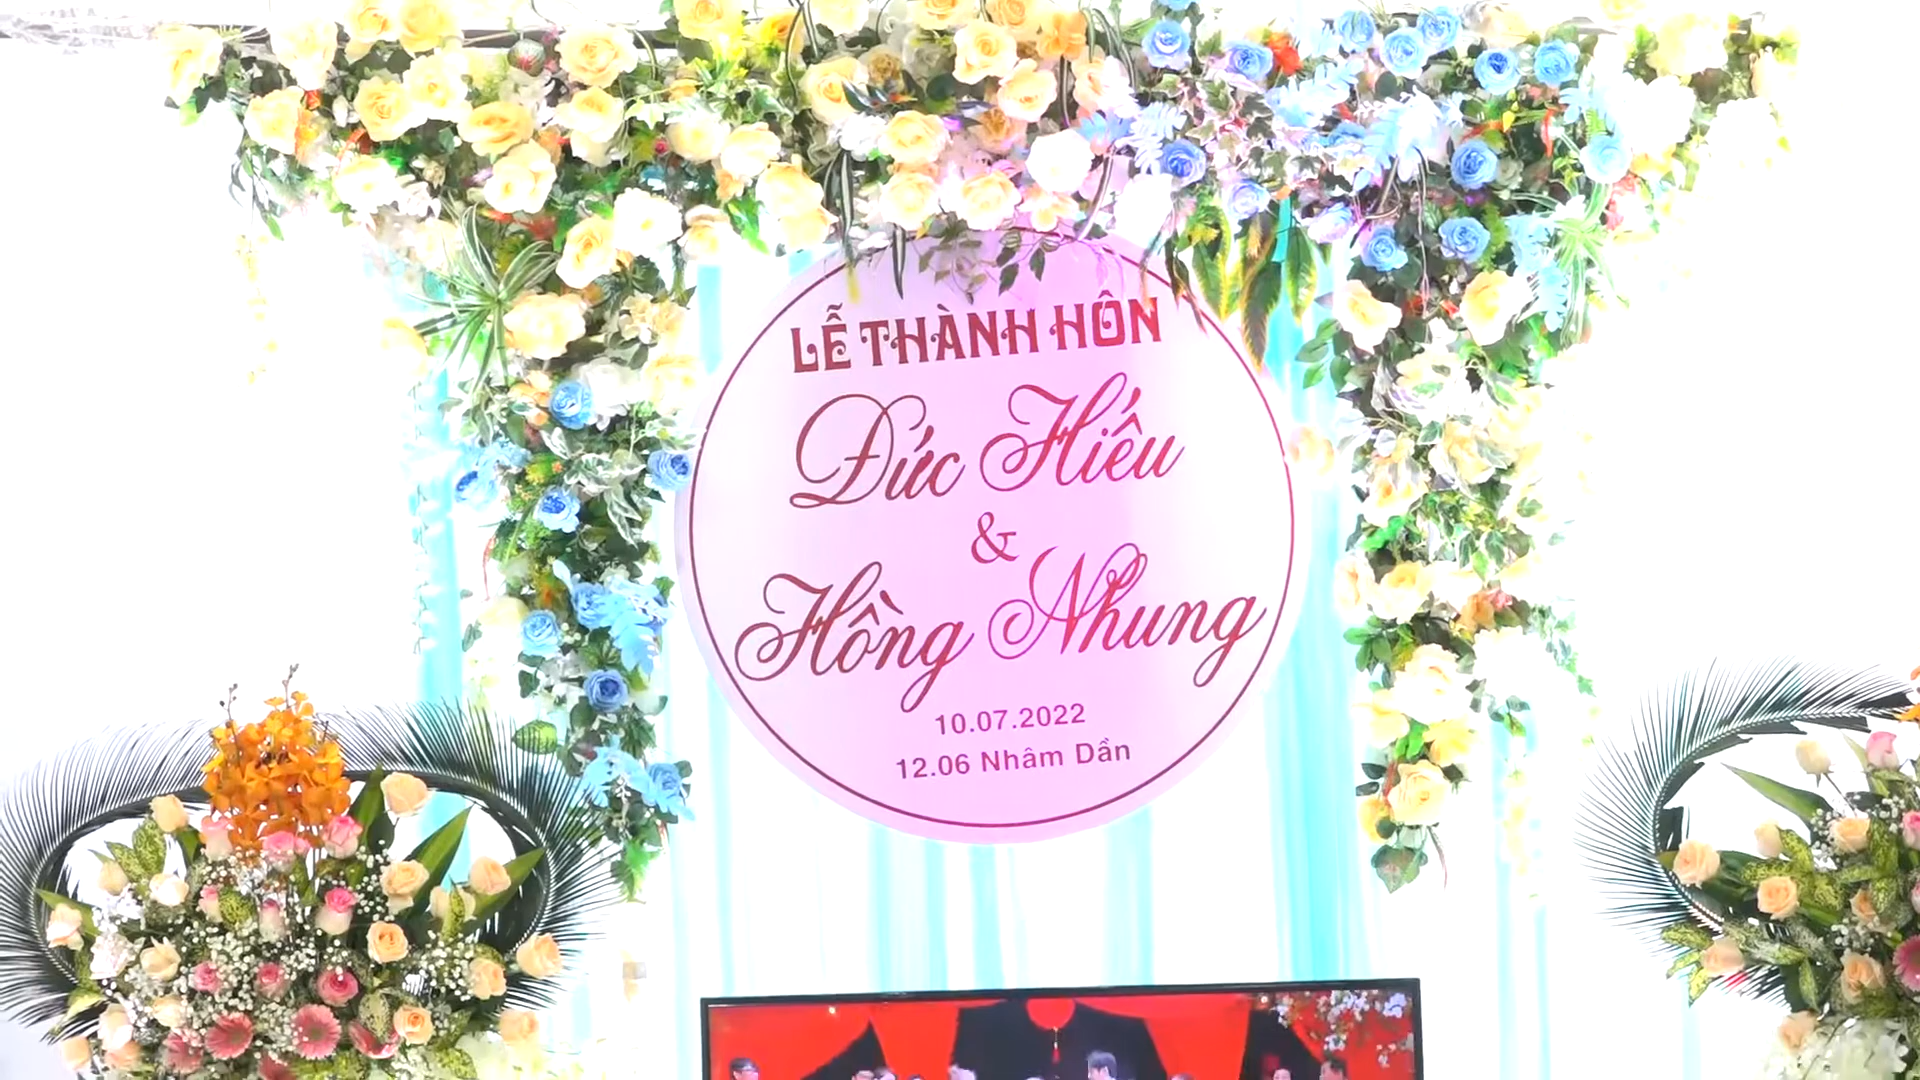 LỄ THÀNH HÔN
Đức Hiếu
&
Hồng Nhung
10.07.2022
12.06 Nhâm Dần